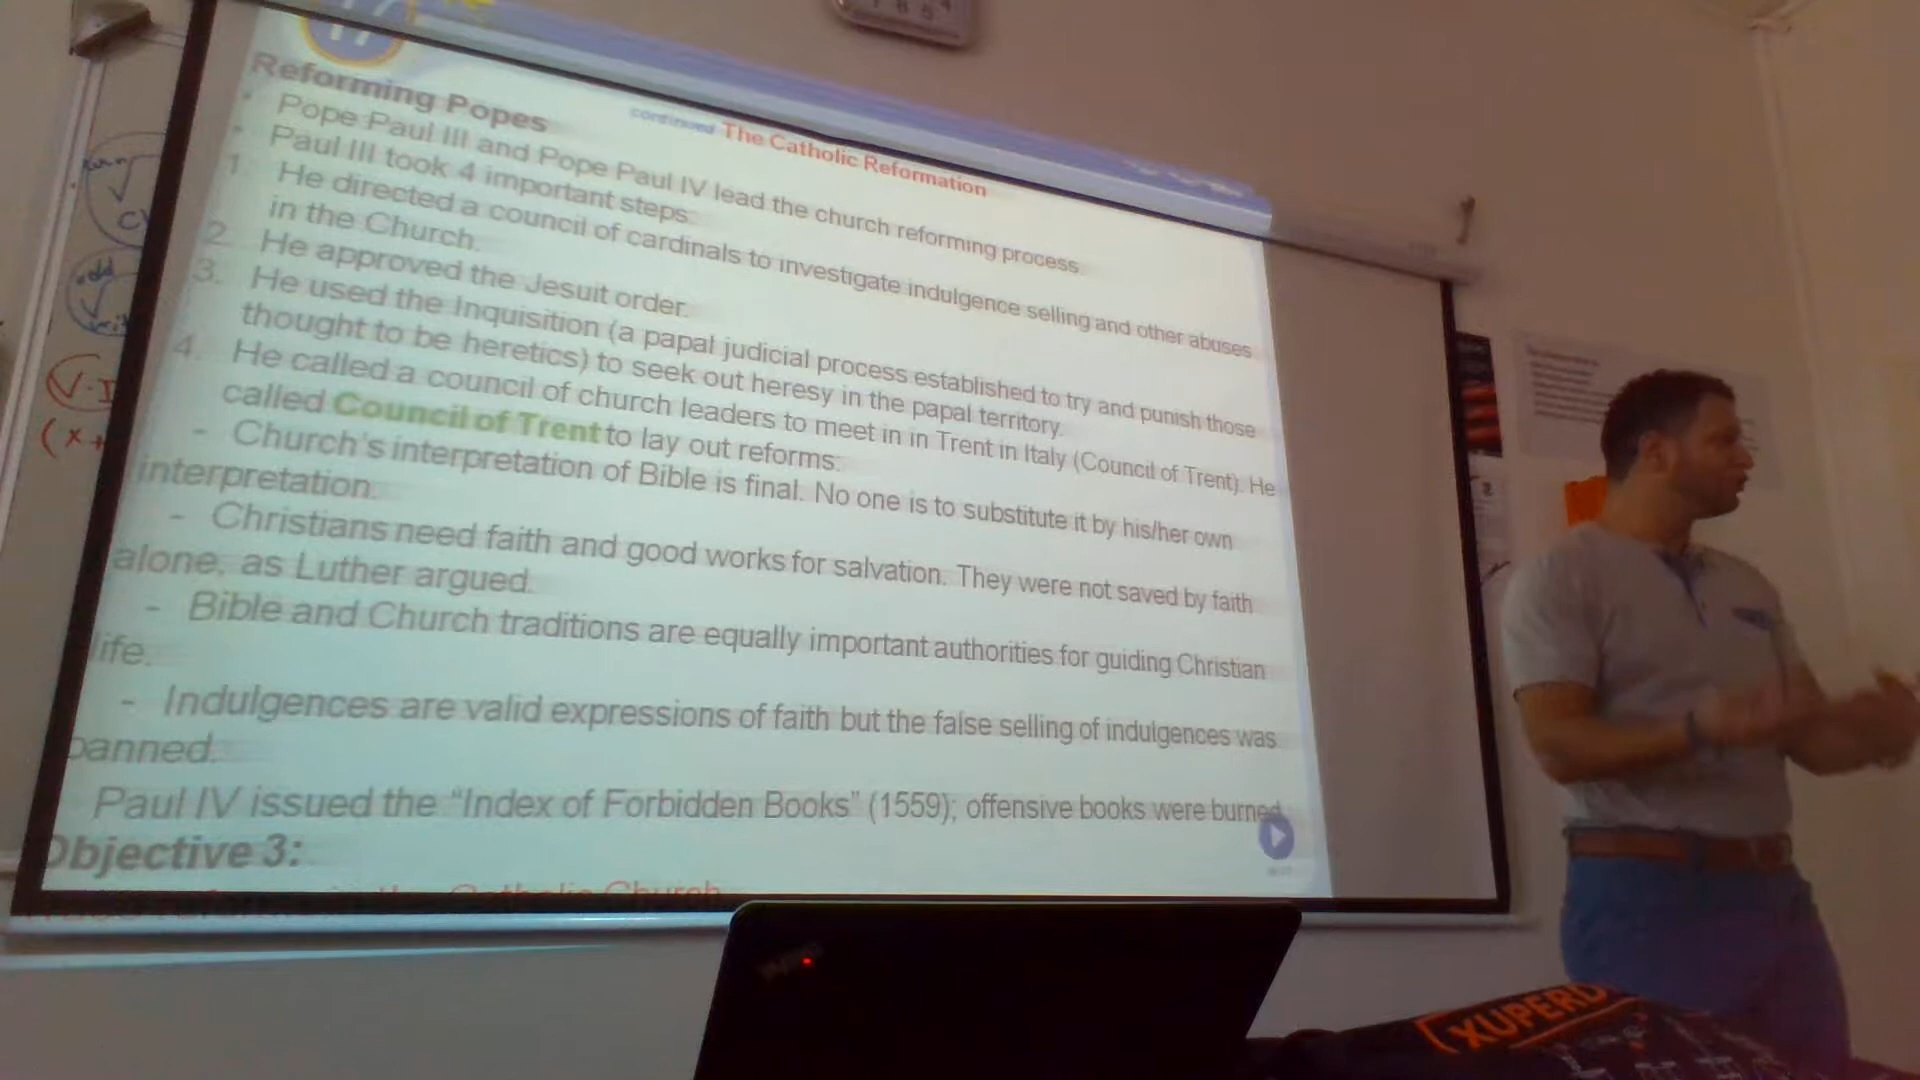 17
continued The Catholic Reformation
Reforming Popes
Pope Paul III and Pope Paul IV lead the church reforming process.
Paul III took 4 important steps:
1. He directed a council of cardinals to investigate indulgence selling and other abuses
in the Church.
2. He approved the Jesuit order.
3. He used the Inquisition (a papal judicial process established to try and punish those
thought to be heretics) to seek out heresy in the papal territory.
4. He called a council of church leaders to meet in in Trent in Italy (Council of Trent). He
called Council of Trent to lay out reforms:
- Church's interpretation of Bible is final. No one is to substitute it by his/her own
interpretation.
- Christians need faith and good works for salvation. They were not saved by faith
alone, as Luther argued.
- Bible and Church traditions are equally important authorities for guiding Christian
life.
- Indulgences are valid expressions of faith but the false selling of indulgences was
banned.
Paul IV issued the “Index of Forbidden Books” (1559); offensive books were burned
Objective 3:
Catholic Church
XUPERD